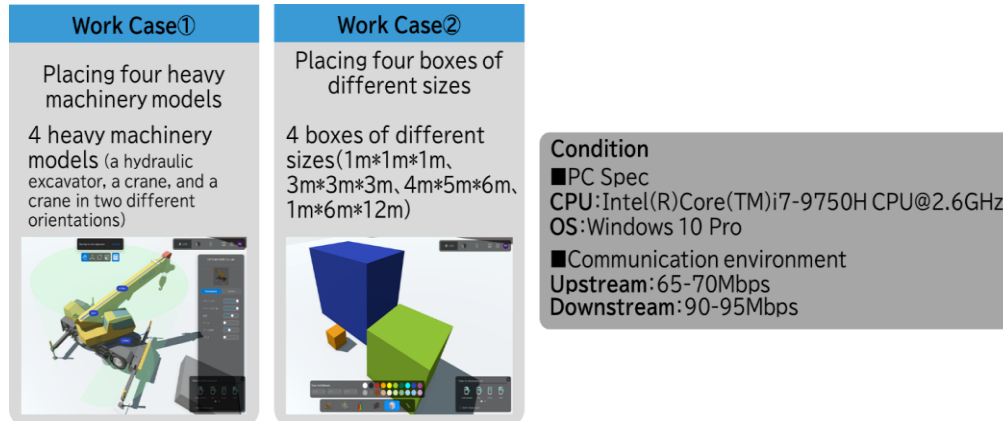 Work Case①
Placing four heavy
machinery models
4 heavy machinery
models (a hydraulic
excavator, a crane, and a
crane in two different
orientations)
Work Case②
Placing four boxes of
different sizes
4 boxes of different
sizes(1m*1m*1m、
3m*3m*3m、4m*5m*6m、
1m*6m*12m)
Condition
■PC Spec
CPU:Intel(R)Core(TM)i7-9750H CPU@2.6GHz
OS:Windows 10 Pro
■Communication environment
Upstream:65-70Mbps
Downstream:90-95Mbps